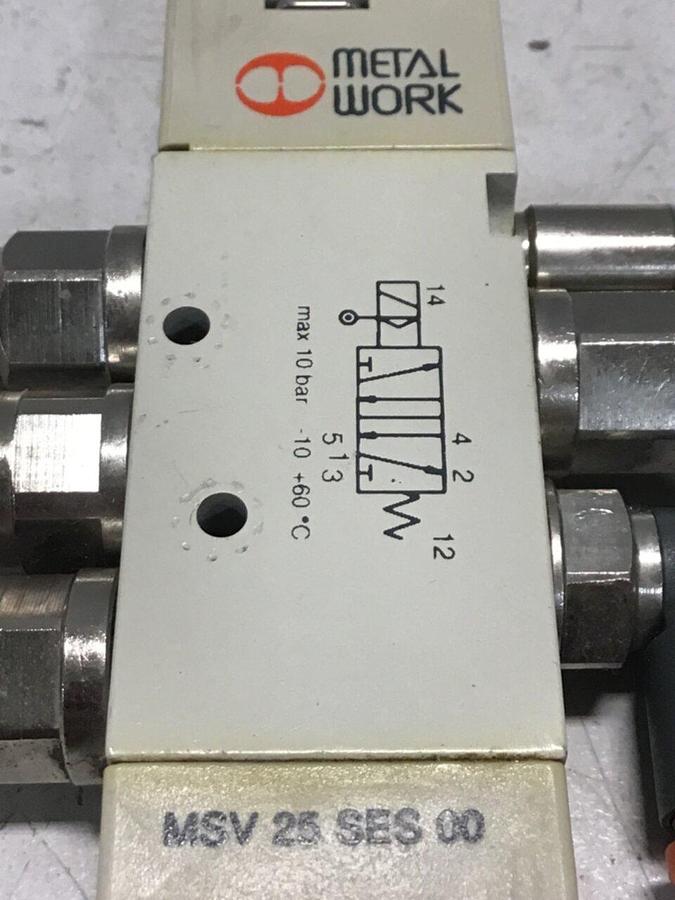 METAL
WORK
14
max 10 bar -10 +60 °C
5 1 3
4 2
12
MSV 25 SES 00